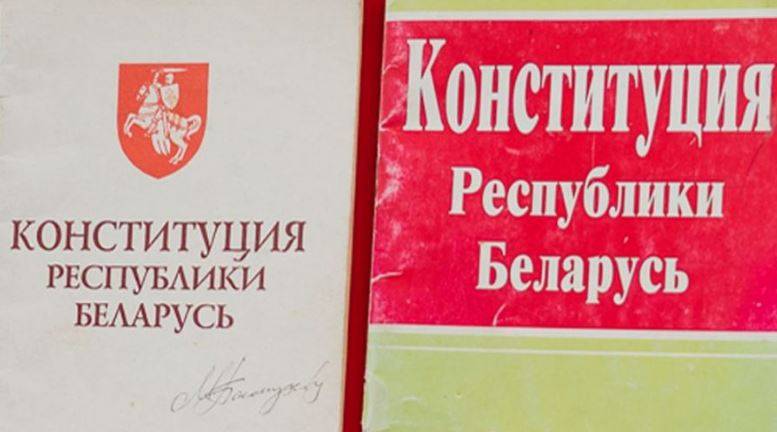 КОНСТИТУЦИЯ
РЕСПУБЛИКИ
БЕЛАРУСЬ
Конституция
Республики
Беларусь